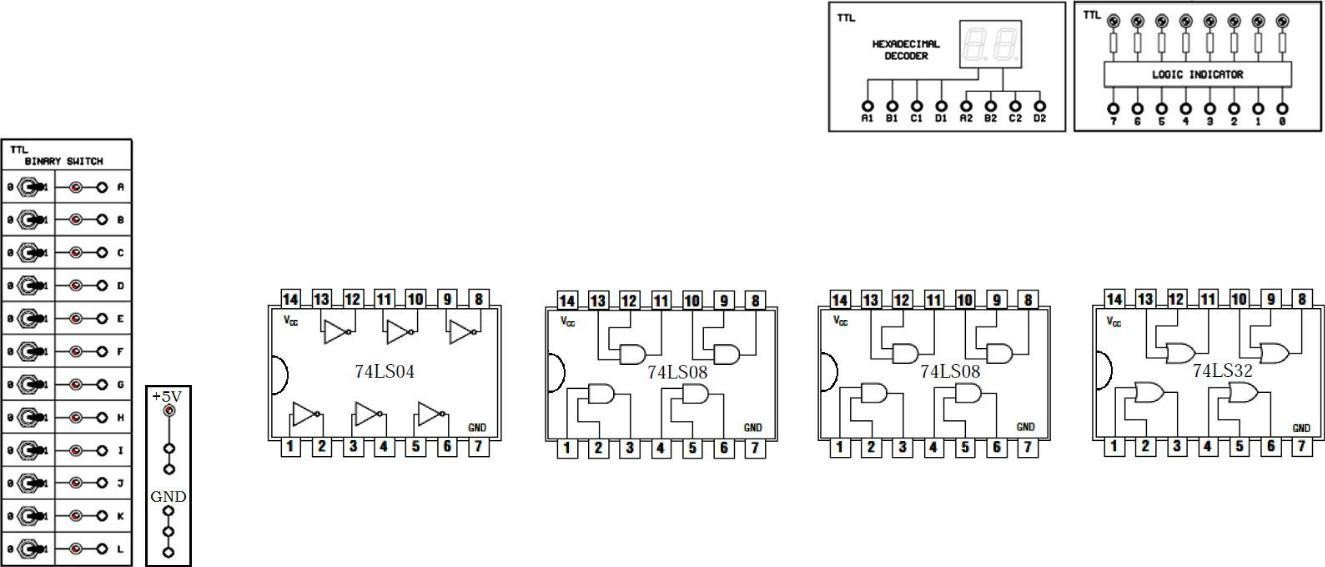 TTL
HEXADECIMAL
DECODER
A1 B1 C1 D1 A2 B2 C2 D2
TTL
LOGIC INDICATOR
7 6 5 4 3 2 1 0
TTL
BINARY SWITCH
0 1 A
0 1 B
0 1 C
0 1 D
0 1 E
0 1 F
0 1 G
0 1 H
0 1 I
0 1 J
0 1 K
0 1 L
+5V
GND
14 13 12 11 10 9 8
VCC
74LS04
GND
1 2 3 4 5 6 7
14 13 12 11 10 9 8
VCC
74LS08
GND
1 2 3 4 5 6 7
14 13 12 11 10 9 8
VCC
74LS08
GND
1 2 3 4 5 6 7
14 13 12 11 10 9 8
VCC
74LS32
GND
1 2 3 4 5 6 7